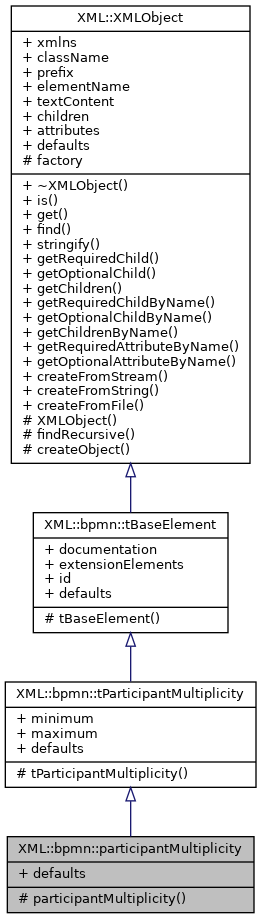 XML::XMLObject
+ xmlns
+ className
+ prefix
+ elementName
+ textContent
+ children
+ attributes
+ defaults
# factory
+ ~XMLObject()
+ is()
+ get()
+ find()
+ stringify()
+ getRequiredChild()
+ getOptionalChild()
+ getChildren()
+ getRequiredChildByName()
+ getOptionalChildByName()
+ getChildrenByName()
+ getRequiredAttributeByName()
+ getOptionalAttributeByName()
+ createFromStream()
+ createFromString()
+ createFromFile()
# XMLObject()
# findRecursive()
# createObject()
XML::bpmn::tBaseElement
+ documentation
+ extensionElements
+ id
+ defaults
# tBaseElement()
XML::bpmn::tParticipantMultiplicity
+ minimum
+ maximum
+ defaults
# tParticipantMultiplicity()
XML::bpmn::participantMultiplicity
+ defaults
# participantMultiplicity()